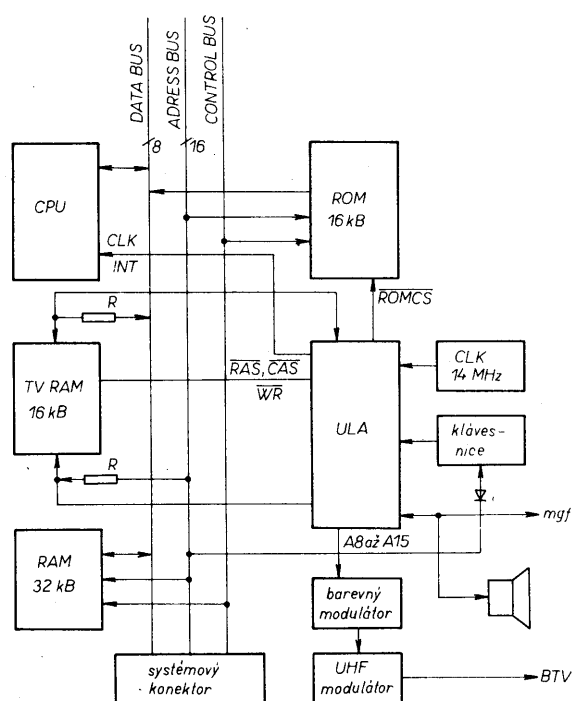 DATA BUS
ADRESS BUS
CONTROL BUS
8
16
CPU
ROM
16 kB
CLK
INT
ROMCS
R
RAS, CAS
WR
TV RAM
16 kB
ULA
CLK
14 MHz
kláves-
nice
R
mgf
A8 až A15
RAM
32 kB
barevný
modulátor
systémový
konektor
UHF
modulátor
BTV